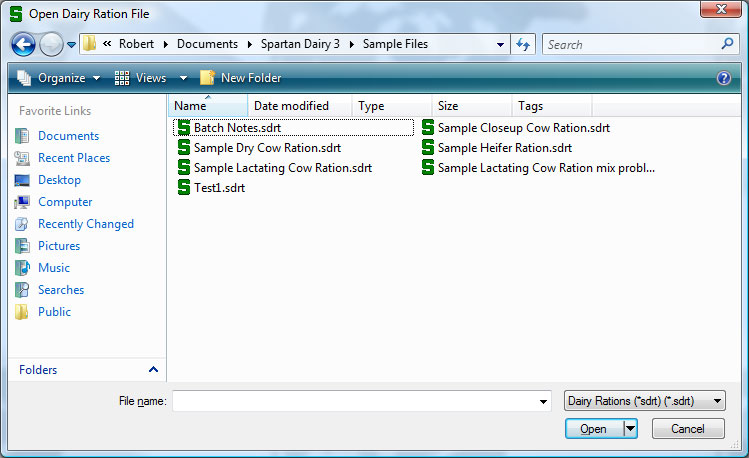 Open Dairy Ration File
Robert Documents Spartan Dairy 3 Sample Files Search
Organize Views New Folder
Favorite Links
Documents
Recent Places
Desktop
Computer
Recently Changed
Pictures
Music
Searches
Public
Folders
Name Date modified Type Size Tags
Batch Notes.sdrt Sample Closeup Cow Ration.sdrt
Sample Dry Cow Ration.sdrt Sample Heifer Ration.sdrt
Sample Lactating Cow Ration.sdrt Sample Lactating Cow Ration mix probl...
Test1.sdrt
File name: Dairy Rations (*sdrt) (*.sdrt)
Open Cancel